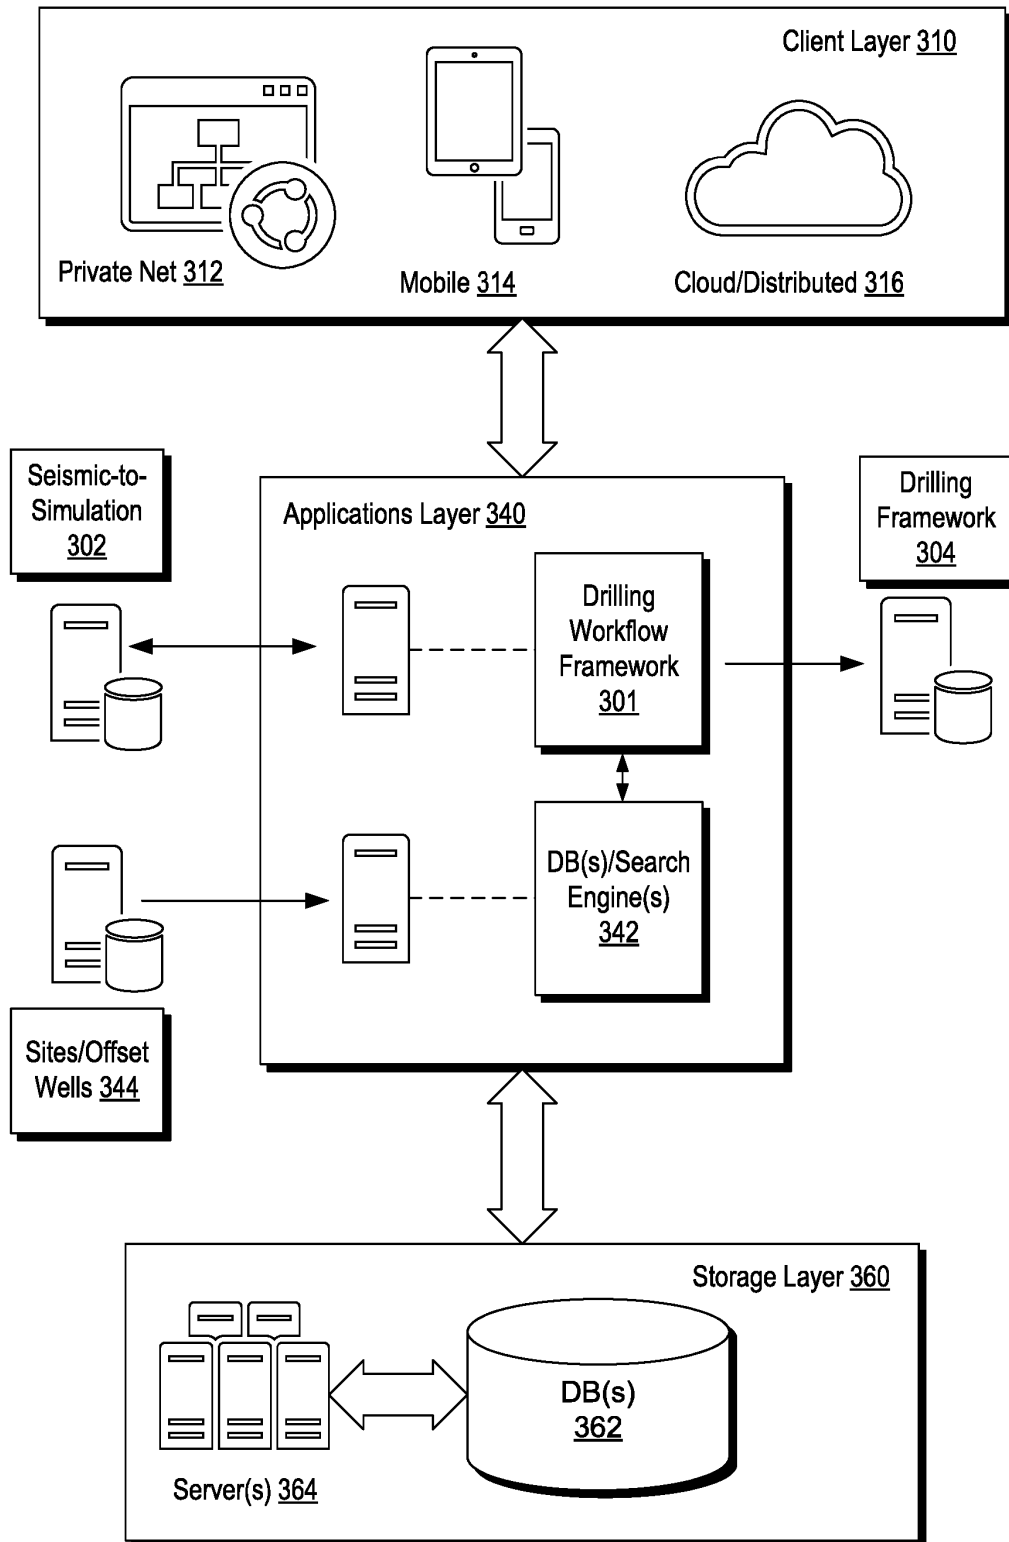 Client Layer 310
Private Net 312
Mobile 314
Cloud/Distributed 316
Seismic-to-
Simulation
302
Applications Layer 340
Drilling
Workflow
Framework
301
Drilling
Framework
304
DB(s)/Search
Engine(s)
342
Sites/Offset
Wells 344
Storage Layer 360
DB(s)
362
Server(s) 364